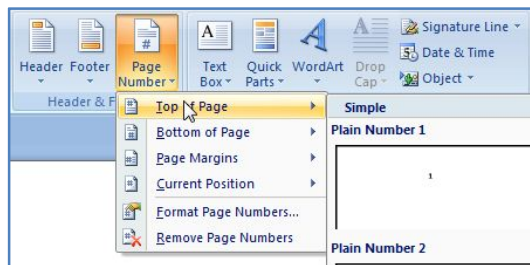 Header Footer Page Number
Text Box Quick Parts WordArt Drop Cap
Signature Line
Date & Time
Object
Header & F
Top of Page
Bottom of Page
Page Margins
Current Position
Format Page Numbers...
Remove Page Numbers
Simple
Plain Number 1
1
Plain Number 2